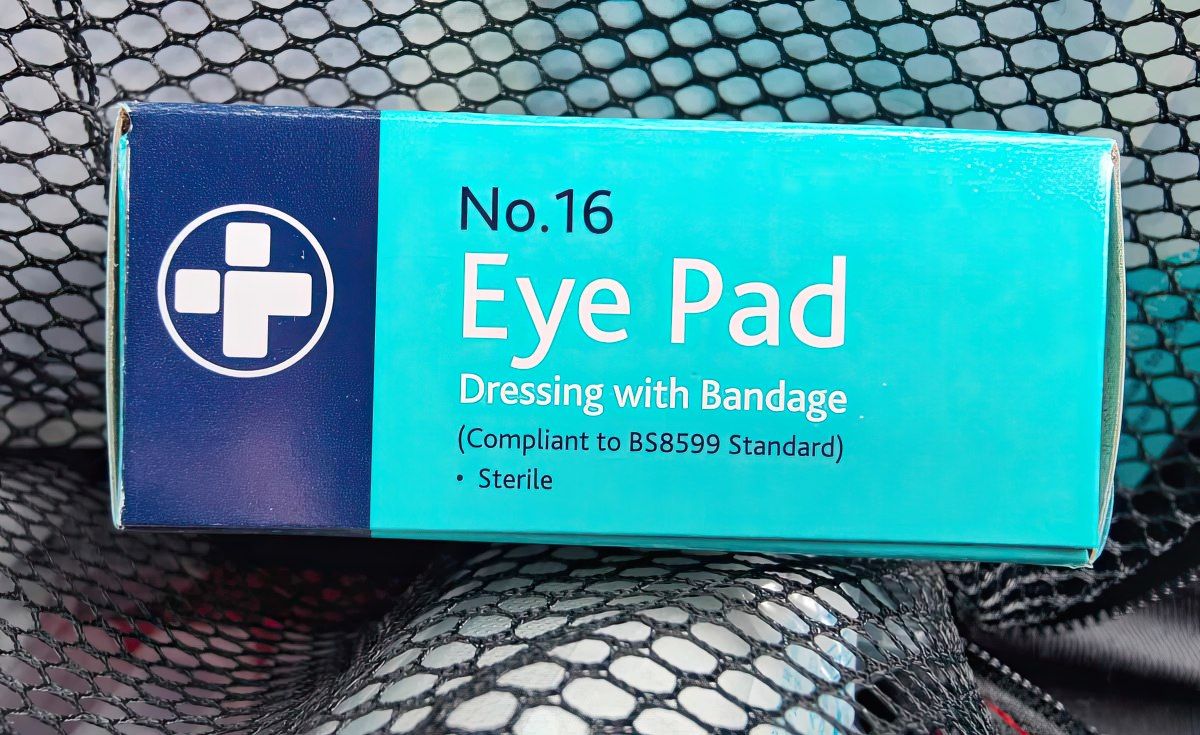 No.16
Eye Pad
Dressing with Bandage
(Compliant to BS8599 Standard)
• Sterile